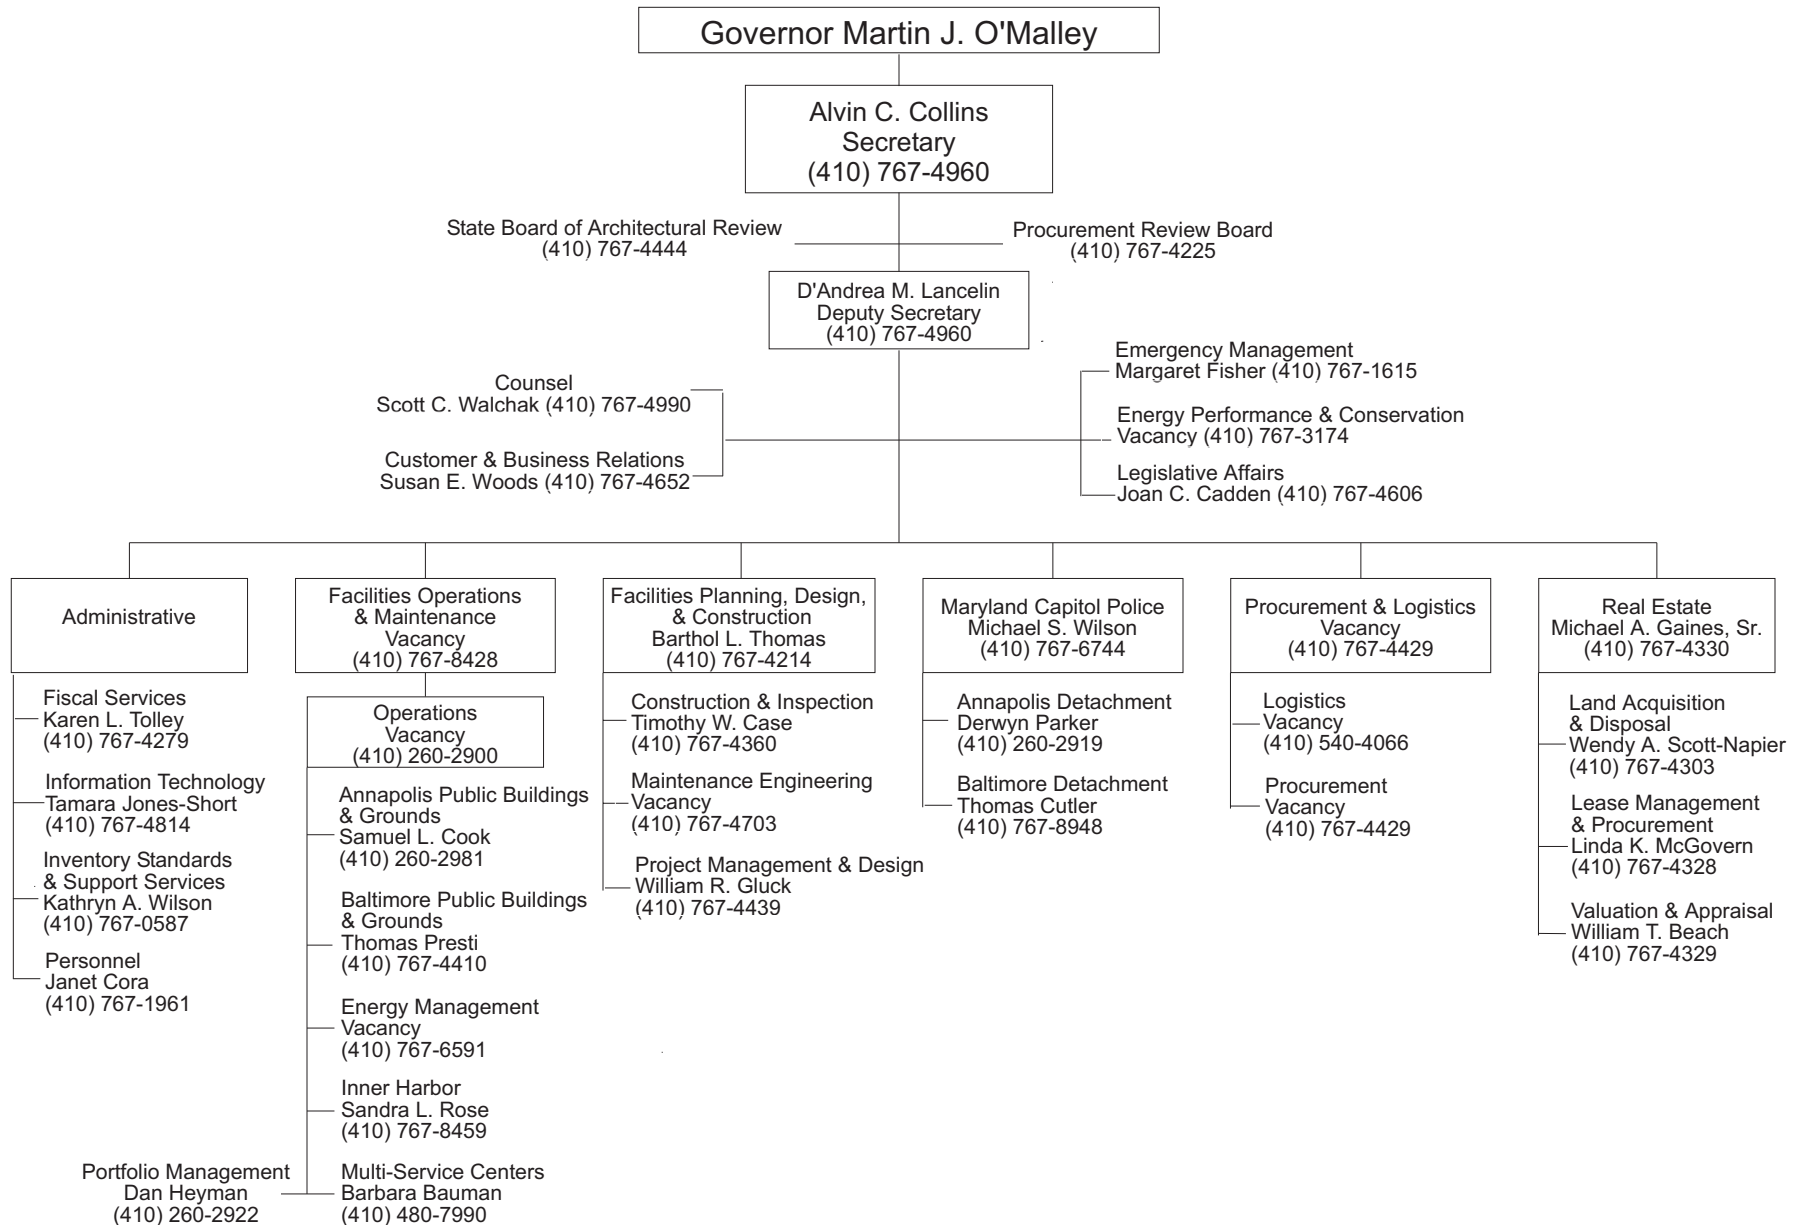 Governor Martin J. O'Malley
Alvin C. Collins
Secretary
(410) 767-4960
State Board of Architectural Review
(410) 767-4444
Procurement Review Board
(410) 767-4225
D'Andrea M. Lancelin
Deputy Secretary
(410) 767-4960
Counsel
Scott C. Walchak (410) 767-4990
Customer & Business Relations
Susan E. Woods (410) 767-4652
Emergency Management
Margaret Fisher (410) 767-1615
Energy Performance & Conservation
Vacancy (410) 767-3174
Legislative Affairs
Joan C. Cadden (410) 767-4606
Administrative
Fiscal Services
Karen L. Tolley
(410) 767-4279
Information Technology
Tamara Jones-Short
(410) 767-4814
Inventory Standards
& Support Services
Kathryn A. Wilson
(410) 767-0587
Personnel
Janet Cora
(410) 767-1961
Facilities Operations
& Maintenance
Vacancy
(410) 767-8428
Operations
Vacancy
(410) 260-2900
Annapolis Public Buildings
& Grounds
Samuel L. Cook
(410) 260-2981
Baltimore Public Buildings
& Grounds
Thomas Presti
(410) 767-4410
Energy Management
Vacancy
(410) 767-6591
Inner Harbor
Sandra L. Rose
(410) 767-8459
Portfolio Management
Dan Heyman
(410) 260-2922
Multi-Service Centers
Barbara Bauman
(410) 480-7990
Facilities Planning, Design,
& Construction
Barthol L. Thomas
(410) 767-4214
Construction & Inspection
Timothy W. Case
(410) 767-4360
Maintenance Engineering
Vacancy
(410) 767-4703
Project Management & Design
William R. Gluck
(410) 767-4439
Maryland Capitol Police
Michael S. Wilson
(410) 767-6744
Annapolis Detachment
Derwyn Parker
(410) 260-2919
Baltimore Detachment
Thomas Cutler
(410) 767-8948
Procurement & Logistics
Vacancy
(410) 767-4429
Logistics
Vacancy
(410) 540-4066
Procurement
Vacancy
(410) 767-4429
Real Estate
Michael A. Gaines, Sr.
(410) 767-4330
Land Acquisition
& Disposal
Wendy A. Scott-Napier
(410) 767-4303
Lease Management
& Procurement
Linda K. McGovern
(410) 767-4328
Valuation & Appraisal
William T. Beach
(410) 767-4329